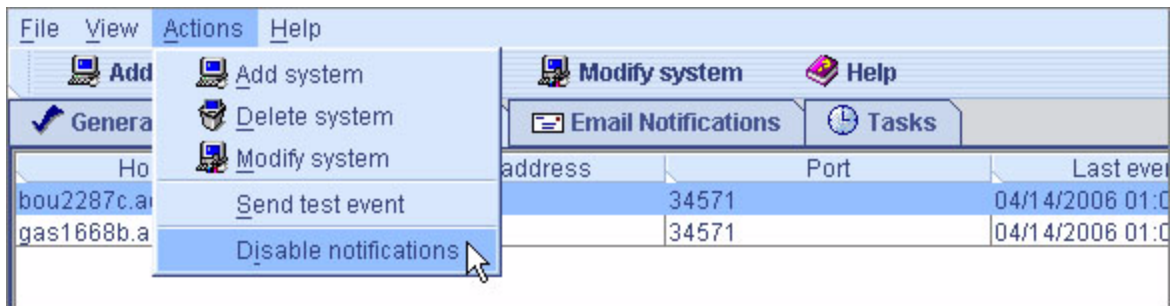 File View Actions Help
Add Modify system Help
Add system
Delete system
Modify system
Send test event
Disable notifications
Genera Email Notifications Tasks
Ho address Port Last eve
bou2287c.a 34571 04/14/2006 01:0
gas1668b.a 34571 04/14/2006 01:0